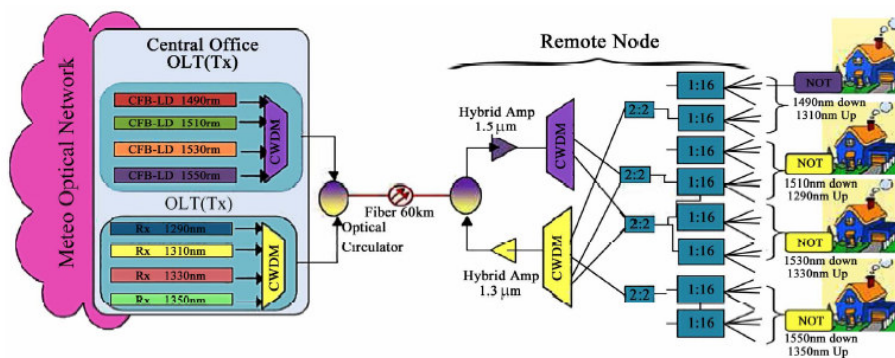 Meteo Optical Network
Central Office
OLT(Tx)
CFB-LD 1490rm
CFB-LD 1510rm
CFB-LD 1530rm
CFB-LD 1550rm
CWDM
OLT(Tx)
Rx 1290nm
Rx 1310nm
Rx 1330nm
Rx 1350nm
CWDM
Optical
Circulator
Fiber 60km
Remote Node
Hybrid Amp
1.5 μm
CWDM
Hybrid Amp
1.3 μm
CWDM
2:2
2:2
2:2
2:2
1:16
1:16
1:16
1:16
1:16
1:16
1:16
1:16
NOT
1490nm down
1310nm Up
NOT
1510nm down
1290nm Up
NOT
1530nm down
1330nm Up
NOT
1550nm down
1350nm Up